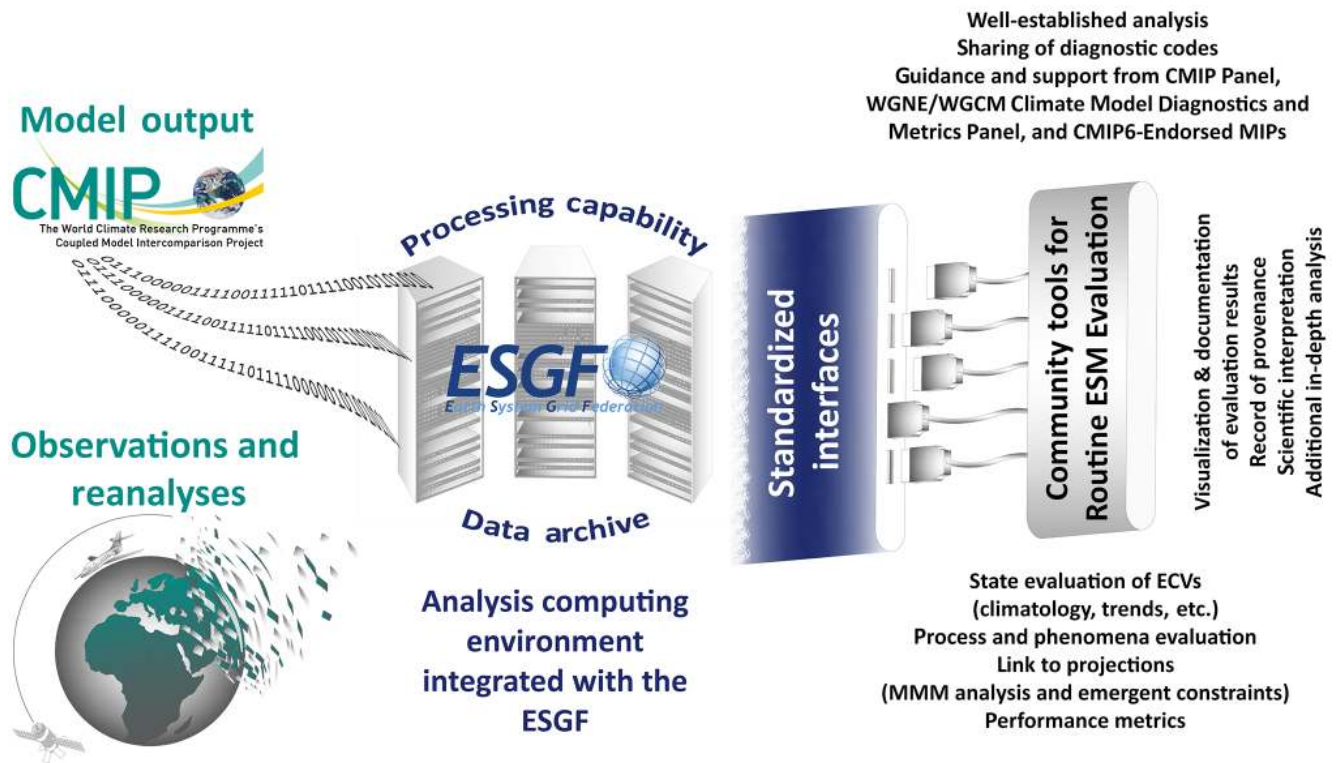 Well-established analysis
Sharing of diagnostic codes
Guidance and support from CMIP Panel,
WGNE/WGCM Climate Model Diagnostics and
Metrics Panel, and CMIP6-Endorsed MIPs
Model output
CMIP
The World Climate Research Programme's
Coupled Model Intercomparison Project
Observations and
reanalyses
Processing capability
ESGF
Earth System Grid Federation
Data archive
Analysis computing
environment
integrated with the
ESGF
Standardized
interfaces
Community tools for
Routine ESM Evaluation
Visualization & documentation
of evaluation results
Record of provenance
Scientific interpretation
Additional in-depth analysis
State evaluation of ECVs
(climatology, trends, etc.)
Process and phenomena evaluation
Link to projections
(MMM analysis and emergent constraints)
Performance metrics